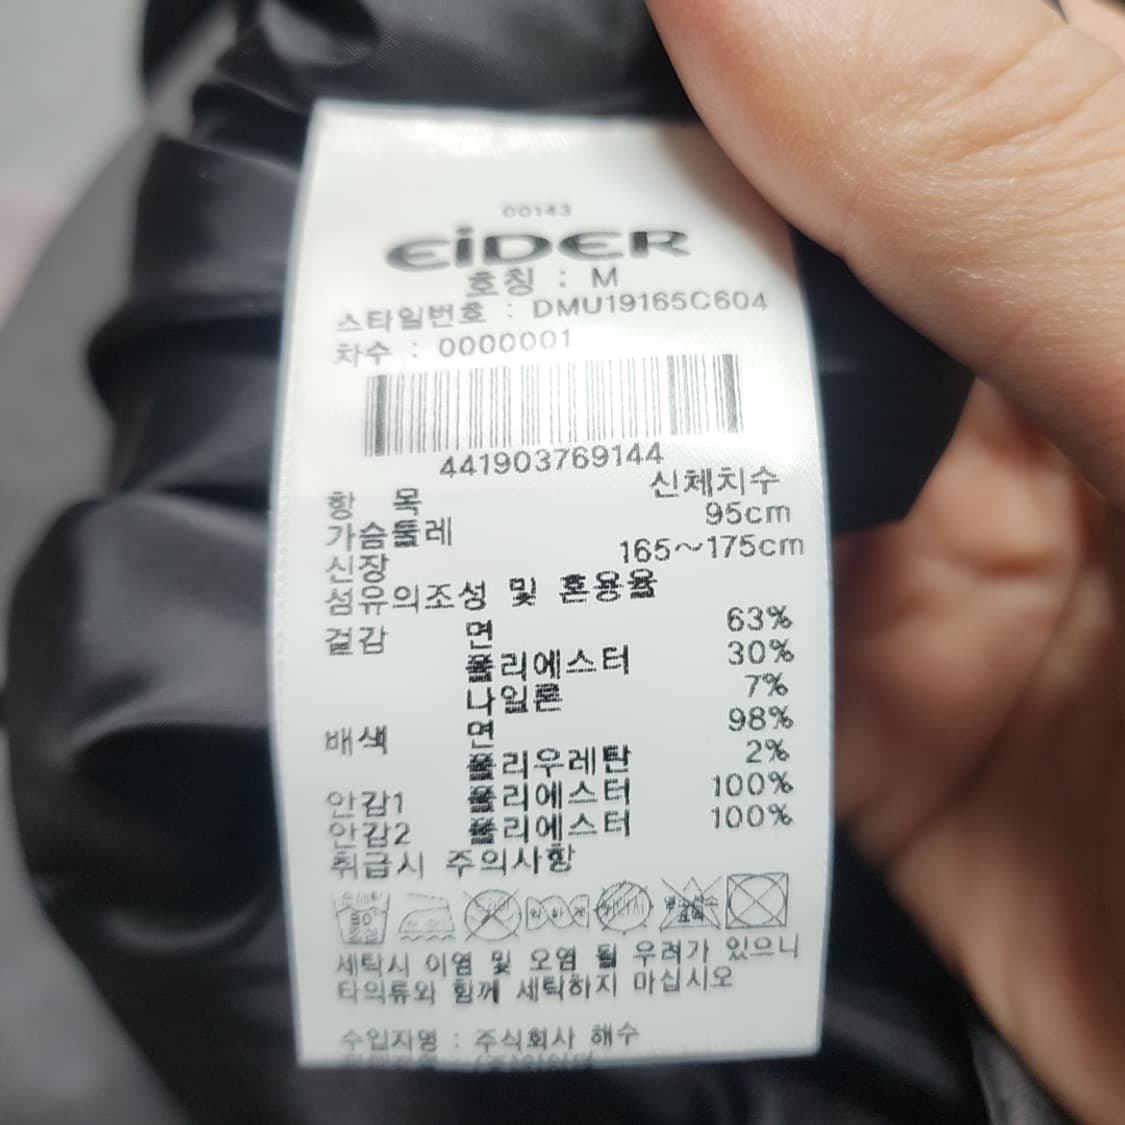 00143
EiDER
호칭 : M
스타일번호 : DMU19165C604
차수 : 0000001
441903769144
항 목 신체치수
가슴둘레 95cm
신장 165~175cm
섬유의조성 및 혼용율
겉감 면 63%
폴리에스터 30%
나일론 7%
배색 면 98%
폴리우레탄 2%
안감1 폴리에스터 100%
안감2 폴리에스터 100%
취급시 주의사항
세탁시 이염 및 오염 될 우려가 있으니
타의류와 함께 세탁하지 마십시오
수입자명 : 주식회사 해수